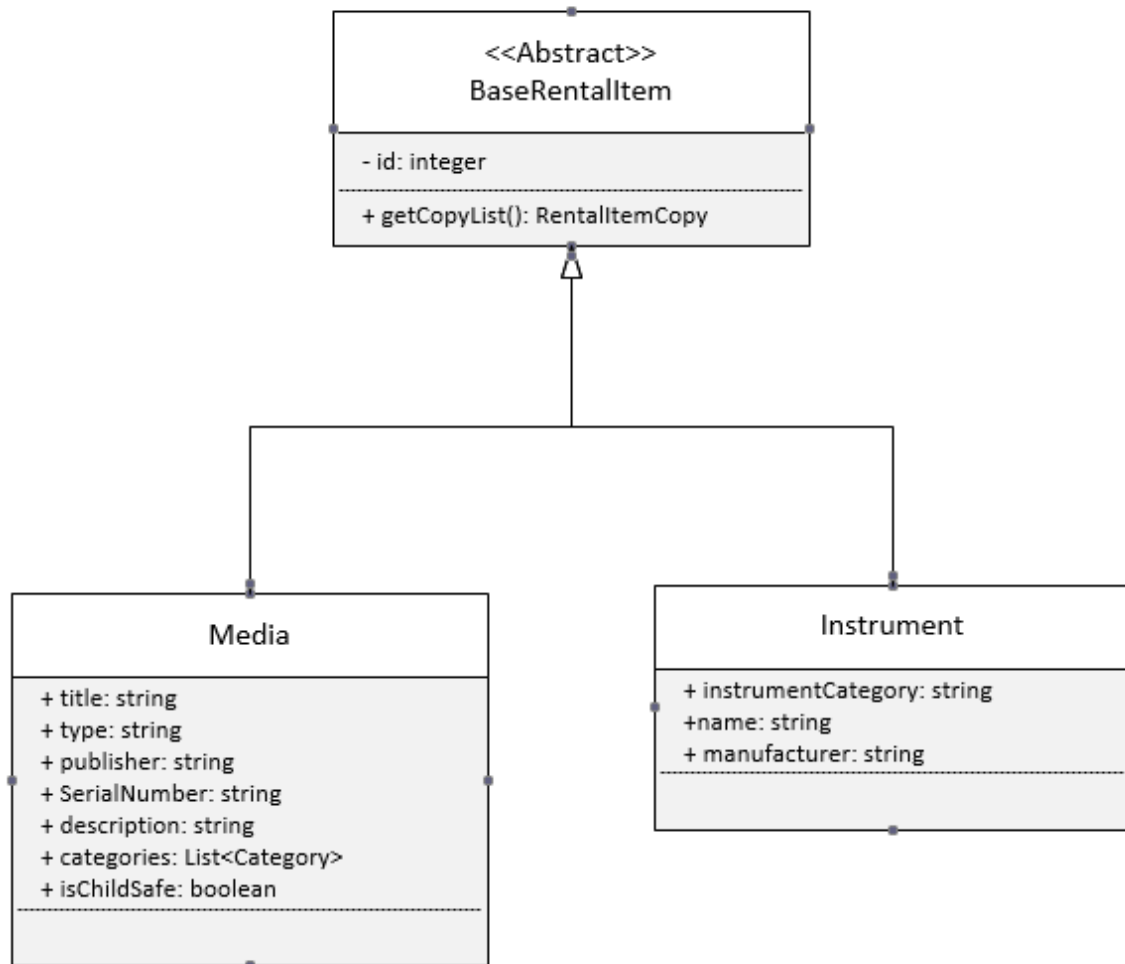 <<Abstract>>
BaseRentalItem
- id: integer
+ getCopyList(): RentalItemCopy
Media
+ title: string
+ type: string
+ publisher: string
+ SerialNumber: string
+ description: string
+ categories: List<Category>
+ isChildSafe: boolean
Instrument
+ instrumentCategory: string
+name: string
+ manufacturer: string